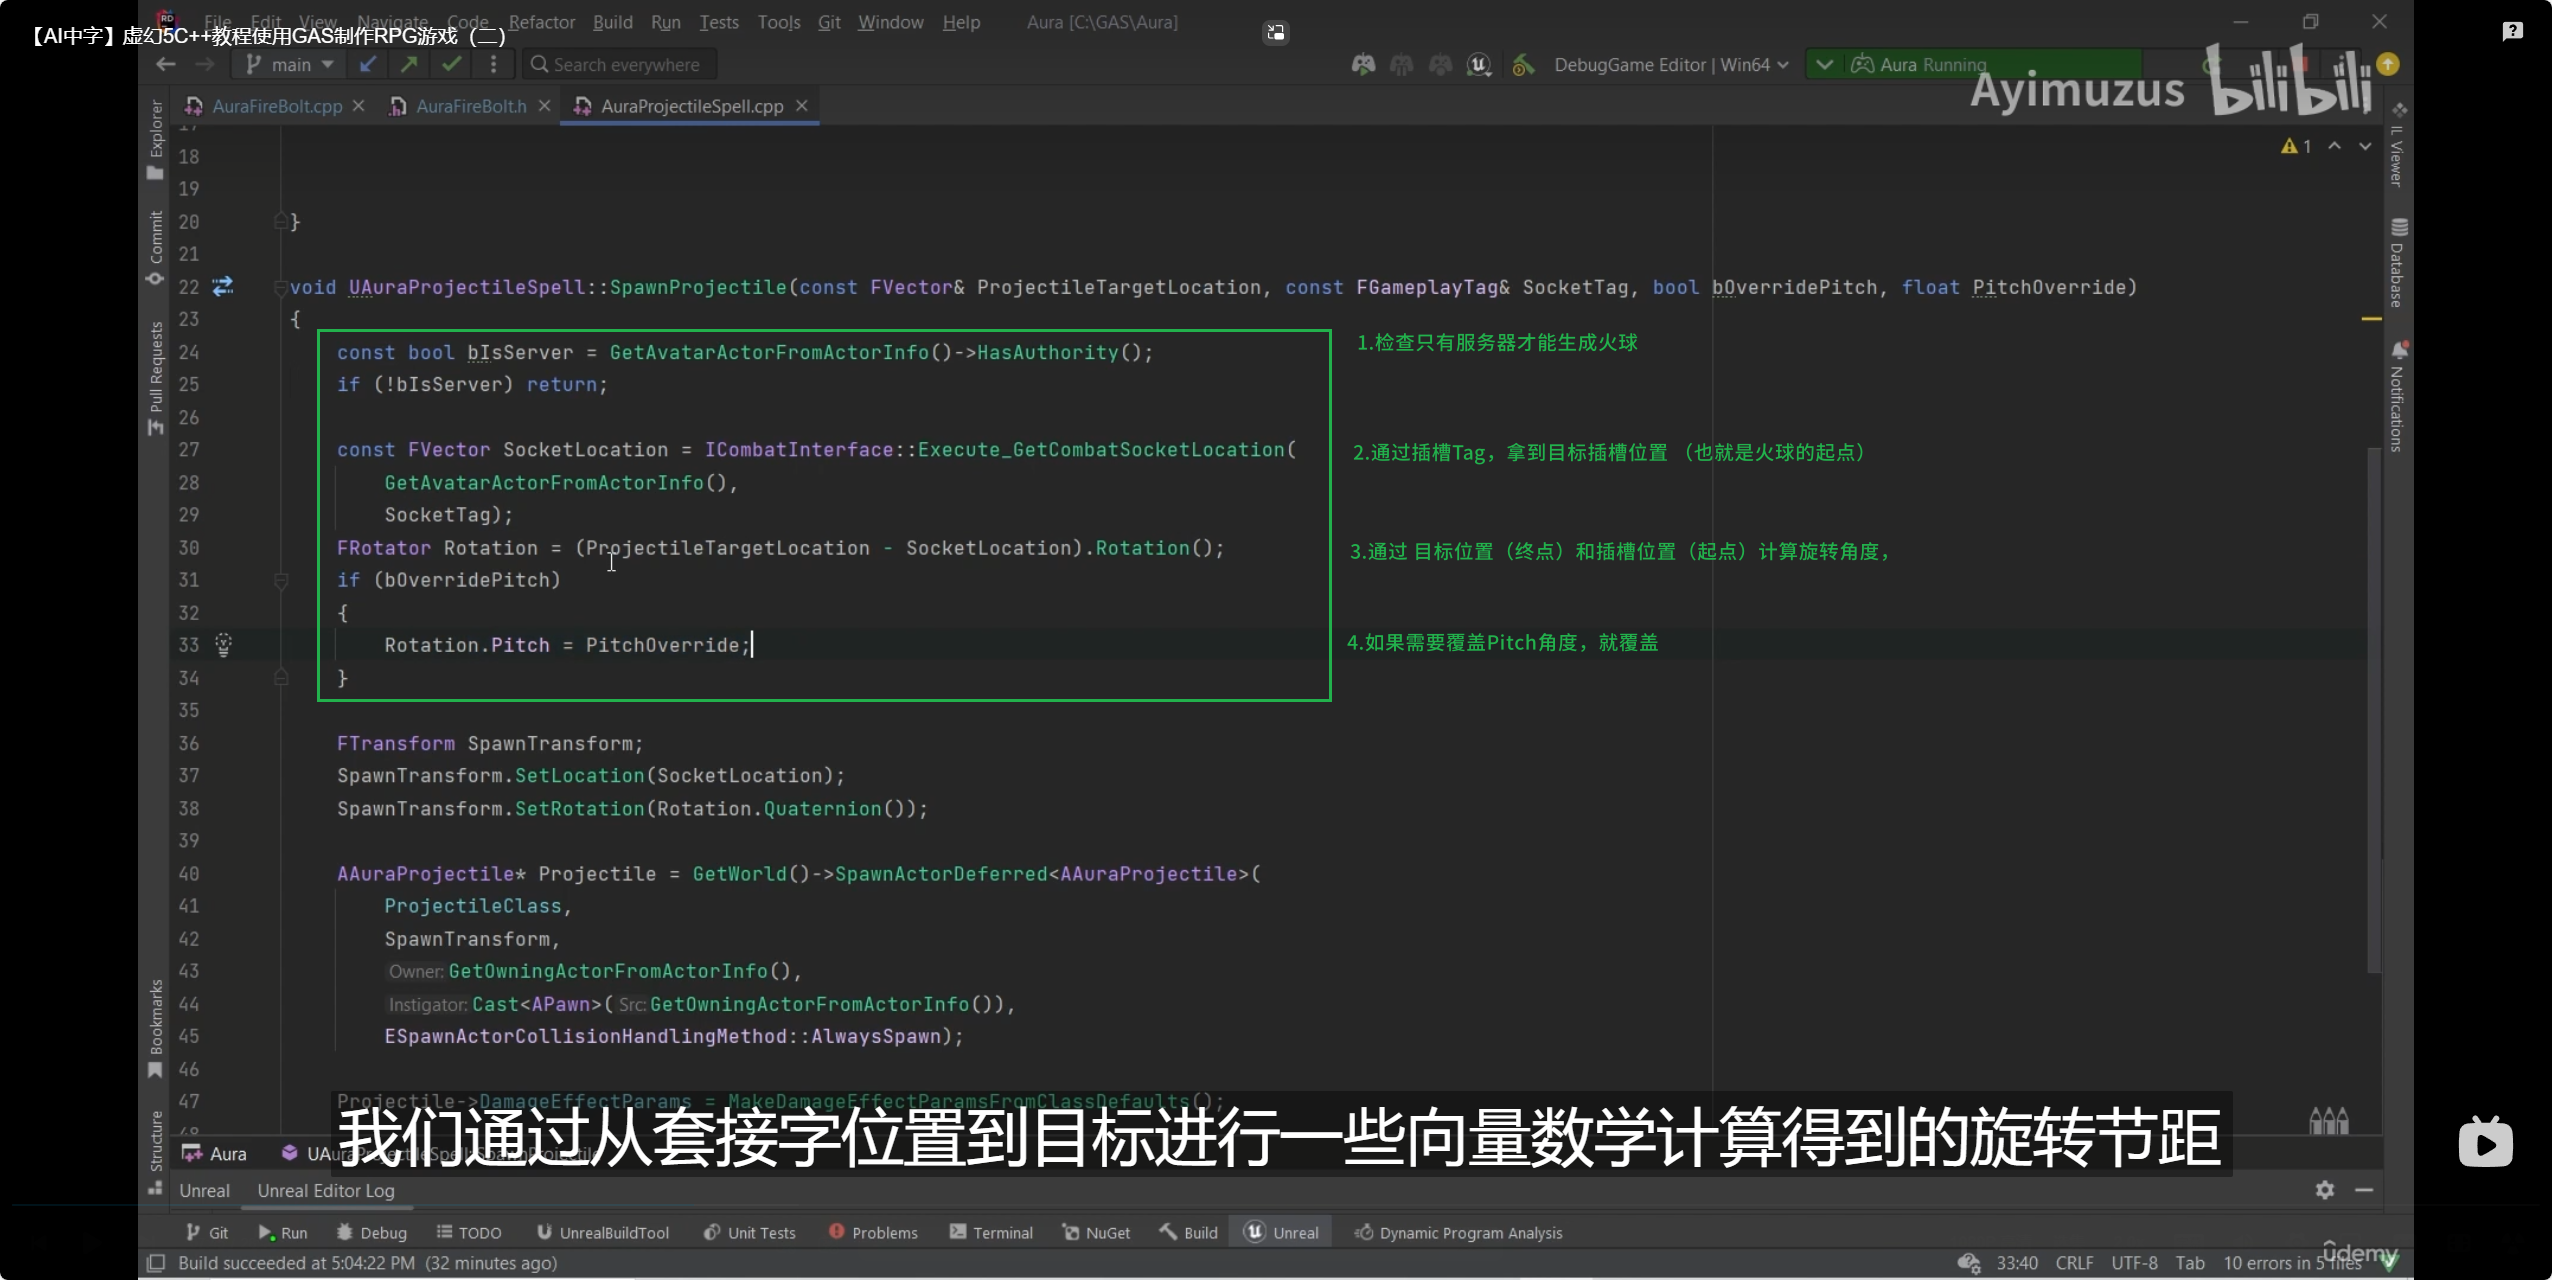 File Edit View Navigate Code Refactor Build Run Tests Tools Git Window Help Aura [C:\GAS\Aura]
【AI中字】虚幻5C++教程使用GAS制作RPG游戏（二）
main Search everywhere DebugGame Editor | Win64 Aura Running
Ayimuzus bilibili
AuraFireBolt.cpp AuraFireBolt.h AuraProjectileSpell.cpp
Explorer
Commit
Pull Requests
Bookmarks
Structure
IL Viewer
Database
Notifications
1
17
18
19
20 }
21
22 void UAuraProjectileSpell::SpawnProjectile(const FVector& ProjectileTargetLocation, const FGameplayTag& SocketTag, bool bOverridePitch, float PitchOverride)
23 {
24 const bool bIsServer = GetAvatarActorFromActorInfo()->HasAuthority();
1.检查只有服务器才能生成火球
25 if (!bIsServer) return;
26
27 const FVector SocketLocation = ICombatInterface::Execute_GetCombatSocketLocation(
2.通过插槽Tag，拿到目标插槽位置 （也就是火球的起点）
28 GetAvatarActorFromActorInfo(),
29 SocketTag);
30 FRotator Rotation = (ProjectileTargetLocation - SocketLocation).Rotation();
3.通过 目标位置（终点）和插槽位置（起点）计算旋转角度，
31 if (bOverridePitch)
32 {
33 Rotation.Pitch = PitchOverride;
4.如果需要覆盖Pitch角度，就覆盖
34 }
35
36 FTransform SpawnTransform;
37 SpawnTransform.SetLocation(SocketLocation);
38 SpawnTransform.SetRotation(Rotation.Quaternion());
39
40 AAuraProjectile* Projectile = GetWorld()->SpawnActorDeferred<AAuraProjectile>(
41 ProjectileClass,
42 SpawnTransform,
43 Owner: GetOwningActorFromActorInfo(),
44 Instigator: Cast<APawn>( Src: GetOwningActorFromActorInfo()),
45 ESpawnActorCollisionHandlingMethod::AlwaysSpawn);
46
47 Projectile->DamageEffectParams = MakeDamageEffectParamsFromClassDefaults();
48
我们通过从套接字位置到目标进行一些向量数学计算得到的旋转节距
Aura UAuraProjectileSpell::SpawnProjectile
Unreal Unreal Editor Log
Git Run Debug TODO UnrealBuildTool Unit Tests Problems Terminal NuGet Build Unreal Dynamic Program Analysis
Build succeeded at 5:04:22 PM (32 minutes ago) 33:40 CRLF UTF-8 Tab 10 errors in 5 files
ûdemy